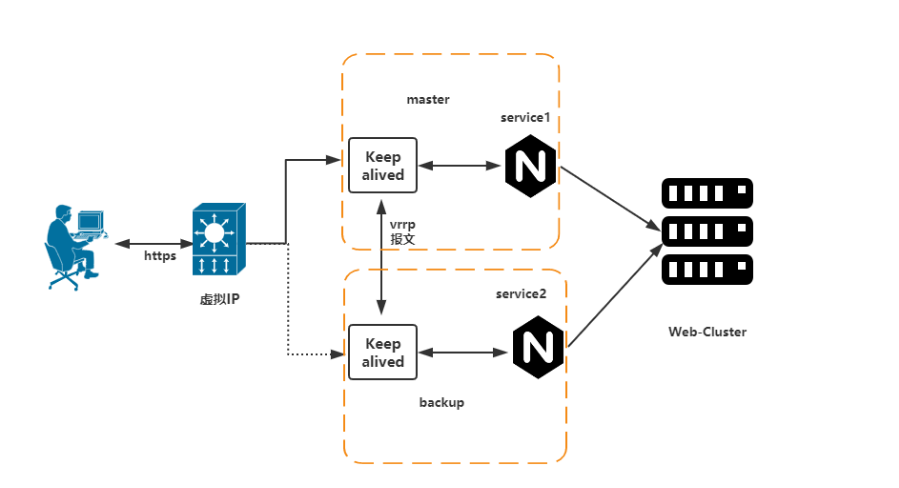 master
service1
Keep
alived
N
vrrp
报文
https
虚拟IP
service2
Keep
alived
N
Web-Cluster
backup